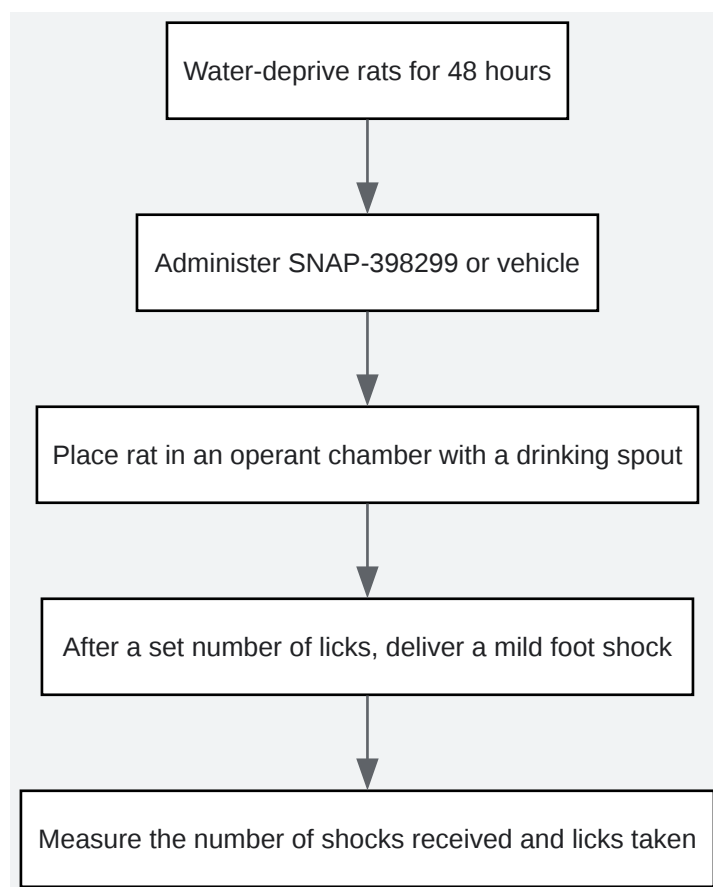 Water-deprive rats for 48 hours
Administer SNAP-398299 or vehicle
Place rat in an operant chamber with a drinking spout
After a set number of licks, deliver a mild foot shock
Measure the number of shocks received and licks taken